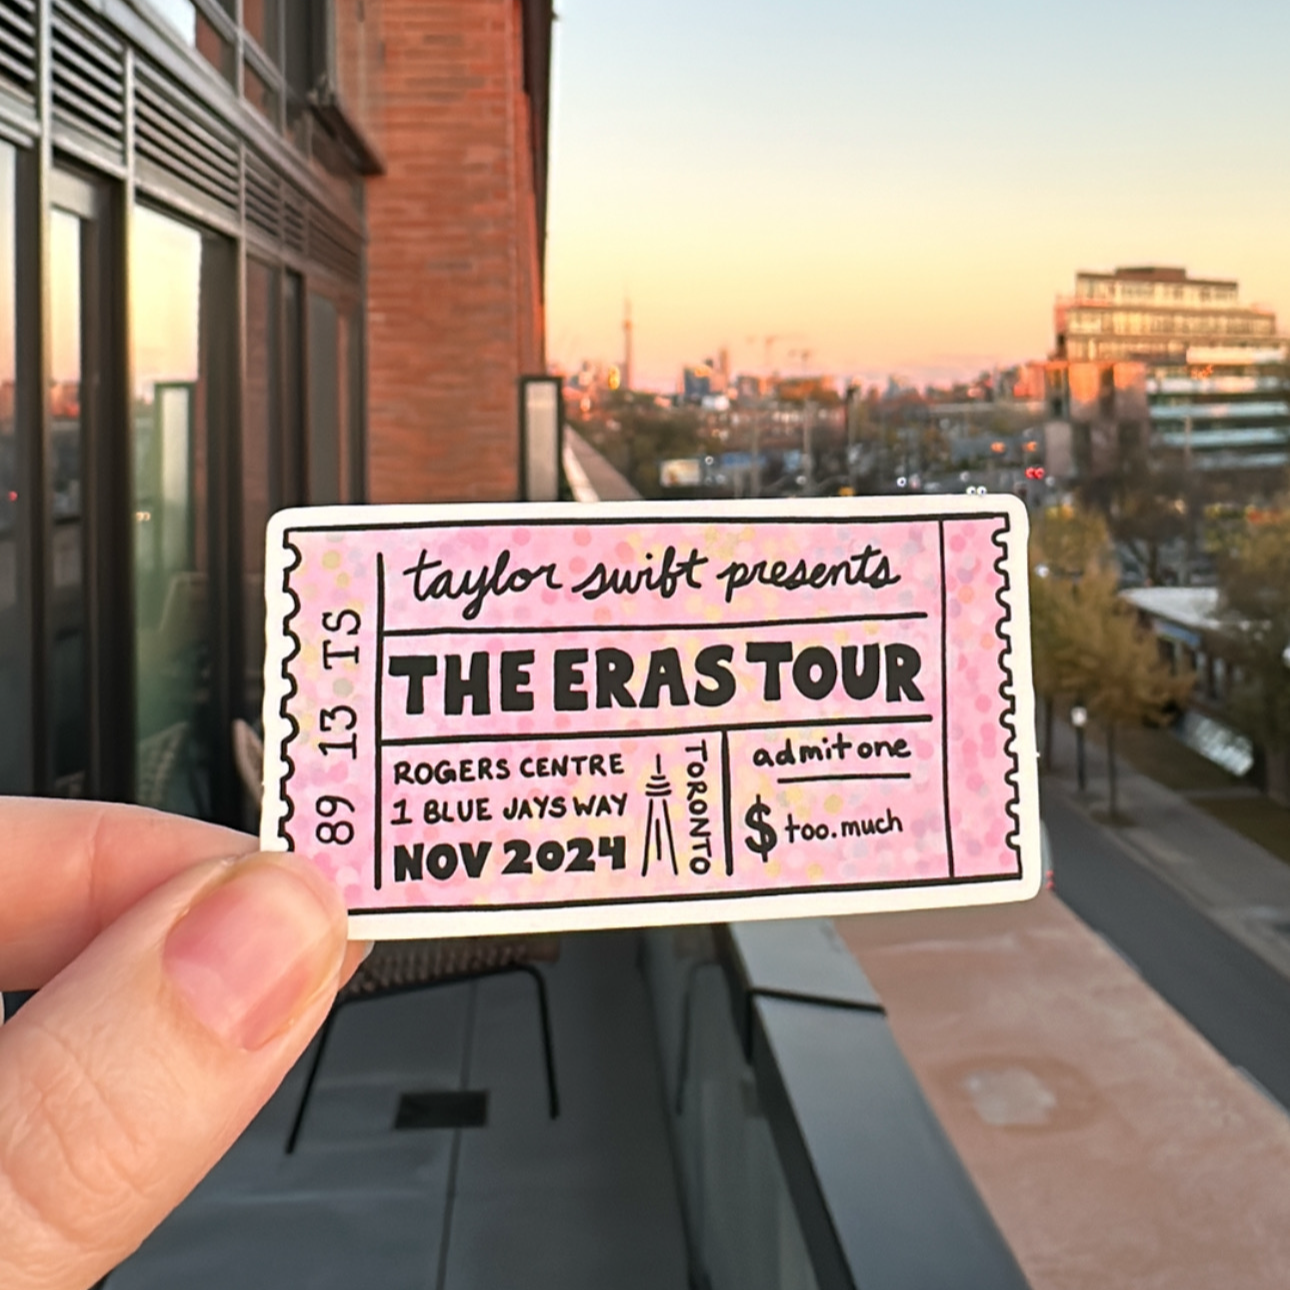 89 13 TS
taylor swift presents
THE ERAS TOUR
ROGERS CENTRE
1 BLUE JAYS WAY
NOV 2024
TORONTO
admit one
$ too.much